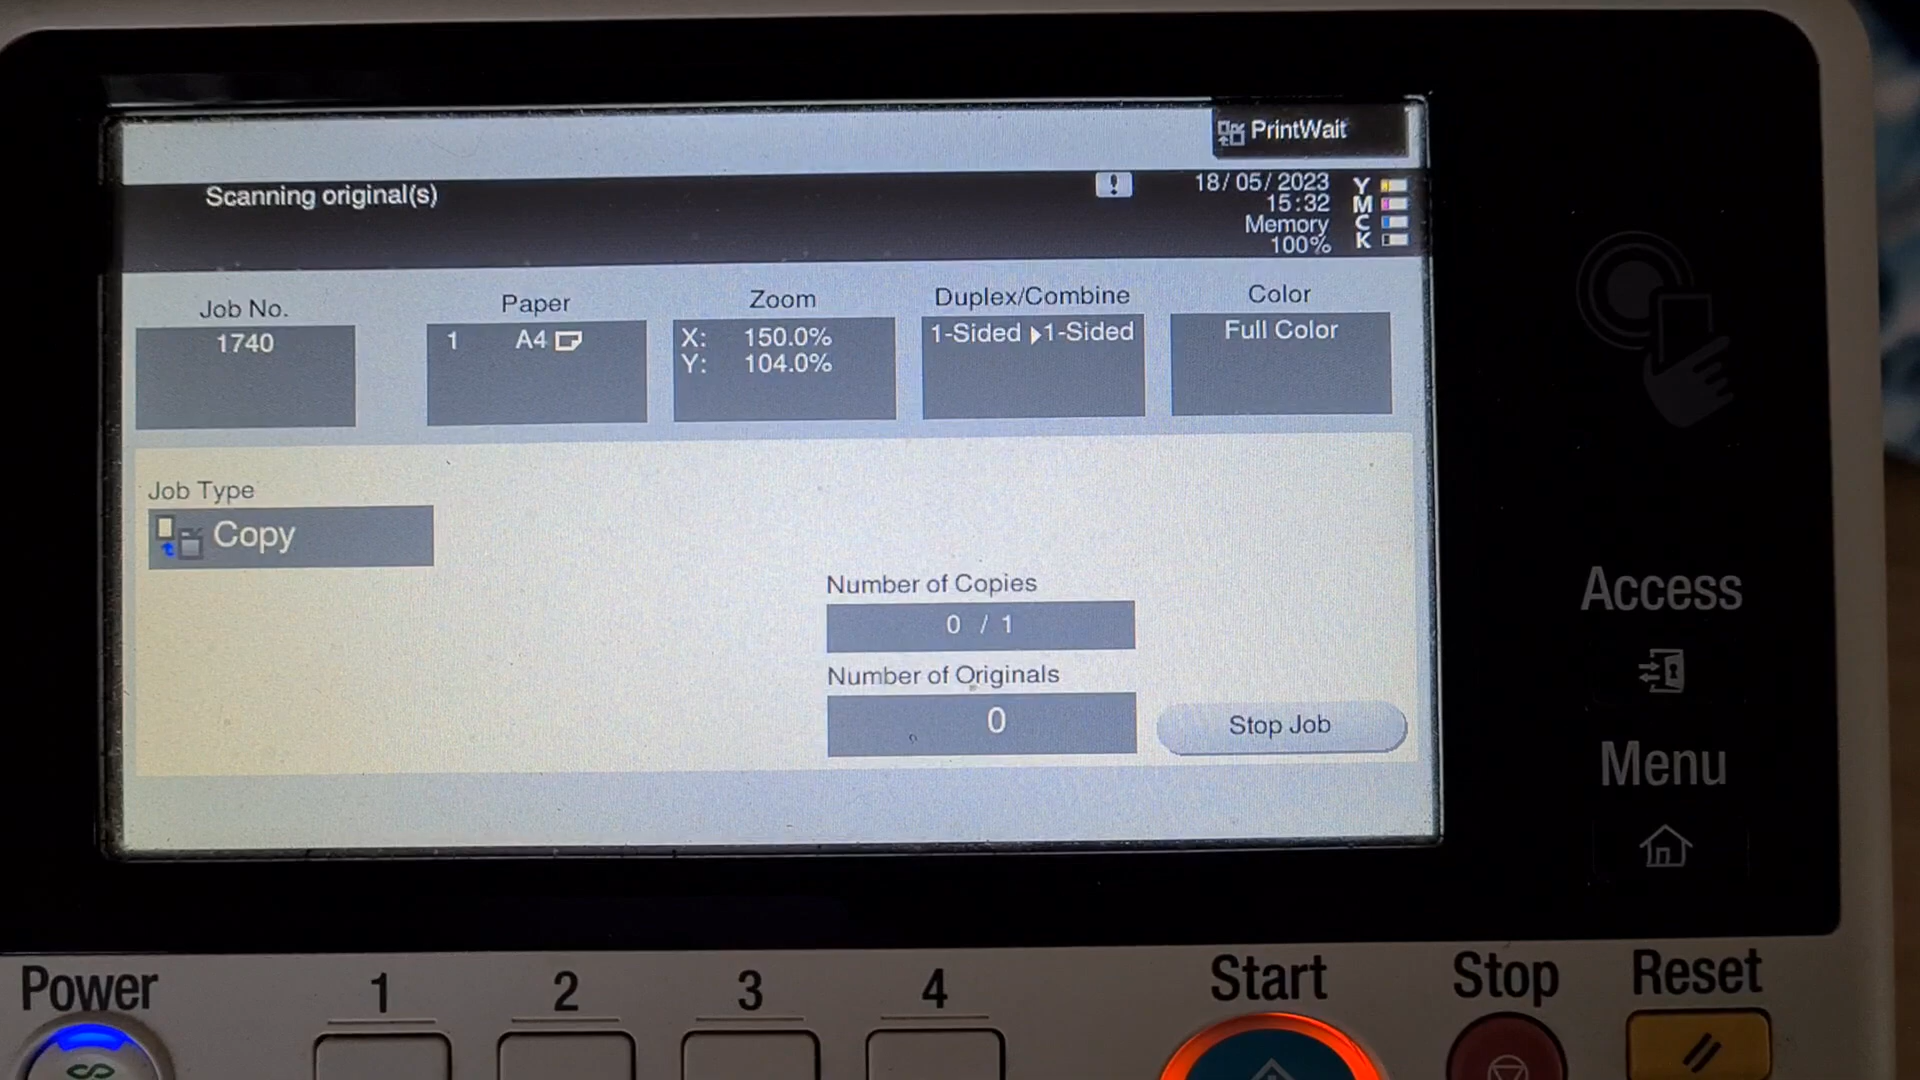 PrintWait
Scanning original(s)
18/05/2023
15:32
Memory
100%
Y
M
C
K
Job No.
1740
Paper
1 A4
Zoom
X: 150.0%
Y: 104.0%
Duplex/Combine
1-Sided ▶1-Sided
Color
Full Color
Job Type
Copy
Number of Copies
0 / 1
Number of Originals
0
Stop Job
Access
Menu
Power
1
2
3
4
Start
Stop
Reset